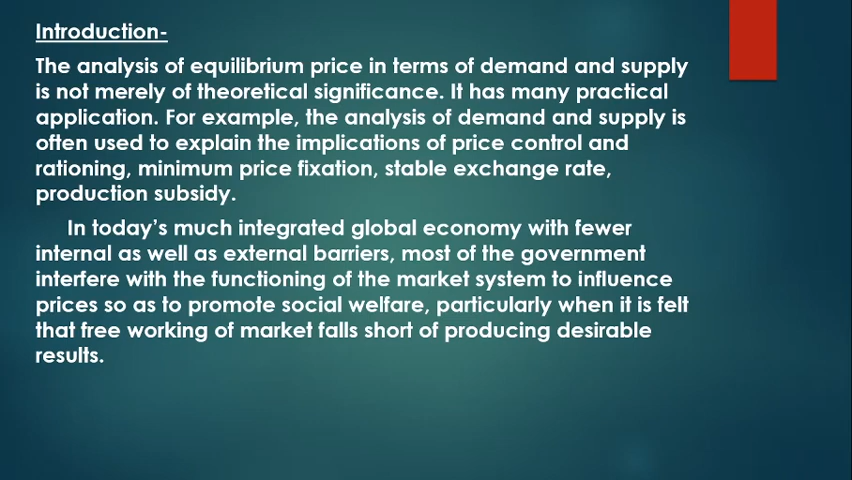 Introduction-
The analysis of equilibrium price in terms of demand and supply
is not merely of theoretical significance. It has many practical
application. For example, the analysis of demand and supply is
often used to explain the implications of price control and
rationing, minimum price fixation, stable exchange rate,
production subsidy.
In today's much integrated global economy with fewer
internal as well as external barriers, most of the government
interfere with the functioning of the market system to influence
prices so as to promote social welfare, particularly when it is felt
that free working of market falls short of producing desirable
results.